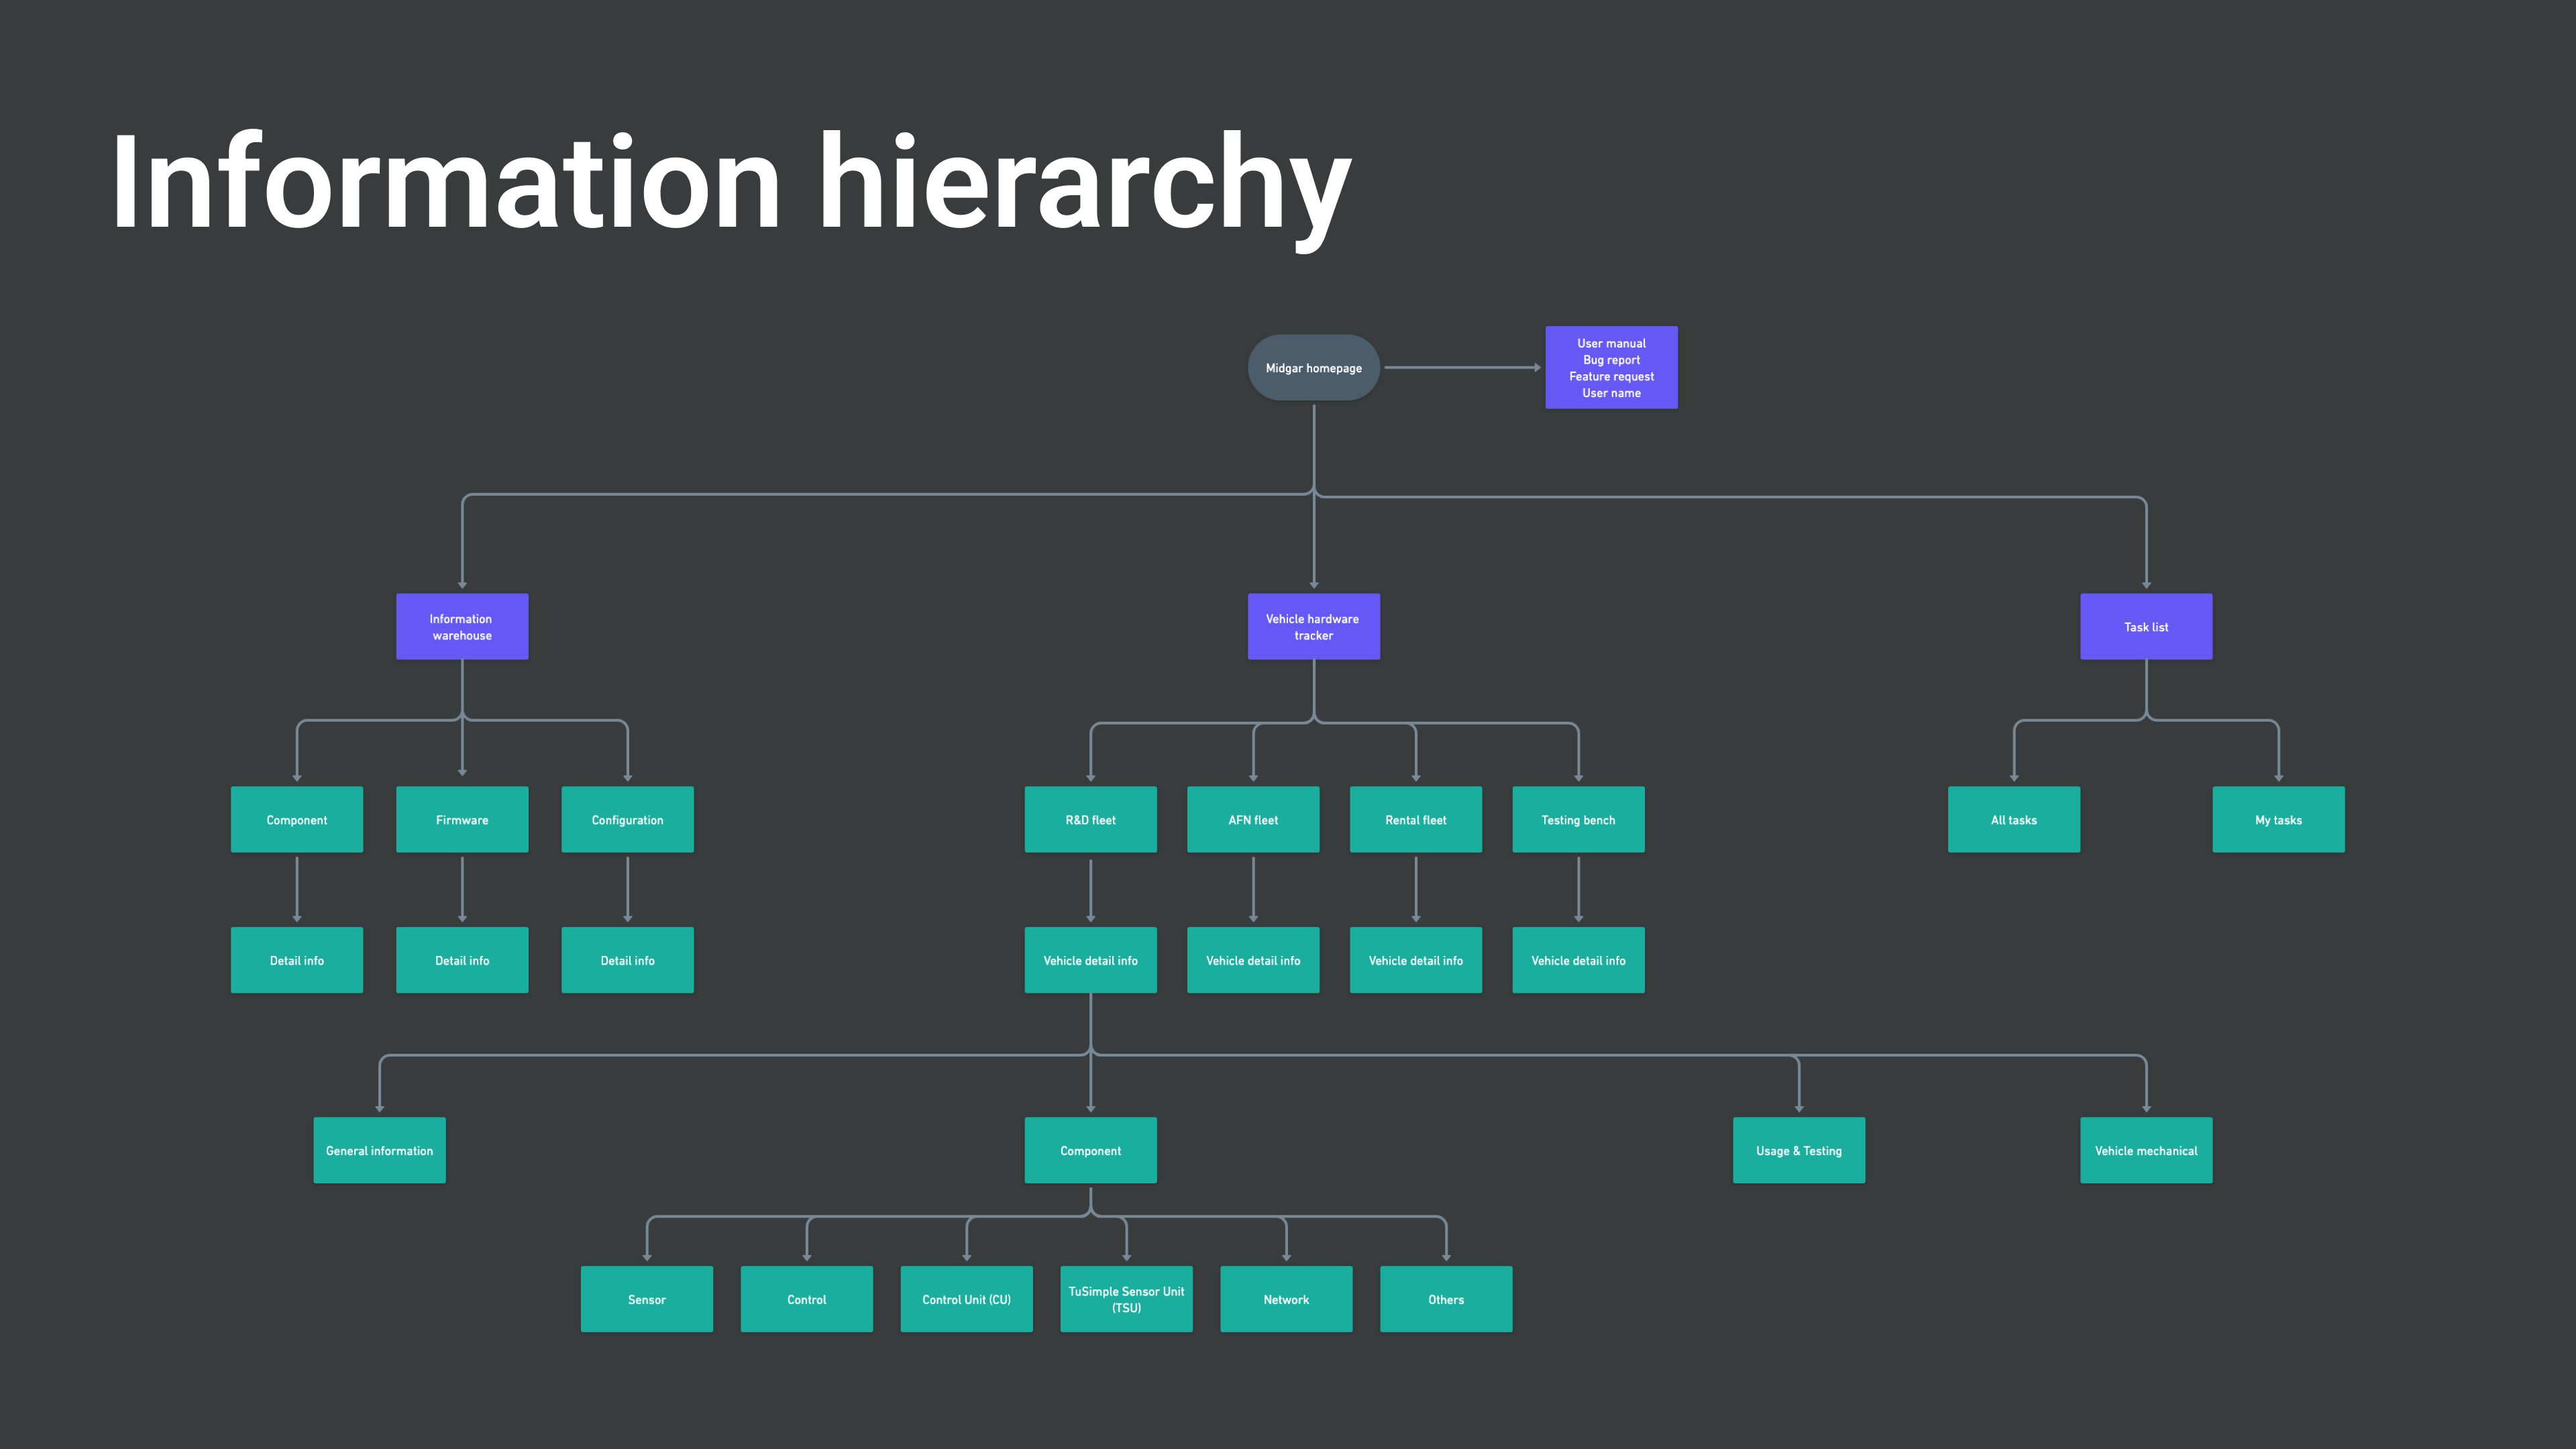 Information hierarchy
Midgar homepage
User manual
Bug report
Feature request
User name
Information
warehouse
Vehicle hardware
tracker
Task list
Component
Firmware
Configuration
R&D fleet
AFN fleet
Rental fleet
Testing bench
All tasks
My tasks
Detail info
Detail info
Detail info
Vehicle detail info
Vehicle detail info
Vehicle detail info
Vehicle detail info
General information
Component
Usage & Testing
Vehicle mechanical
Sensor
Control
Control Unit (CU)
TuSimple Sensor Unit
(TSU)
Network
Others